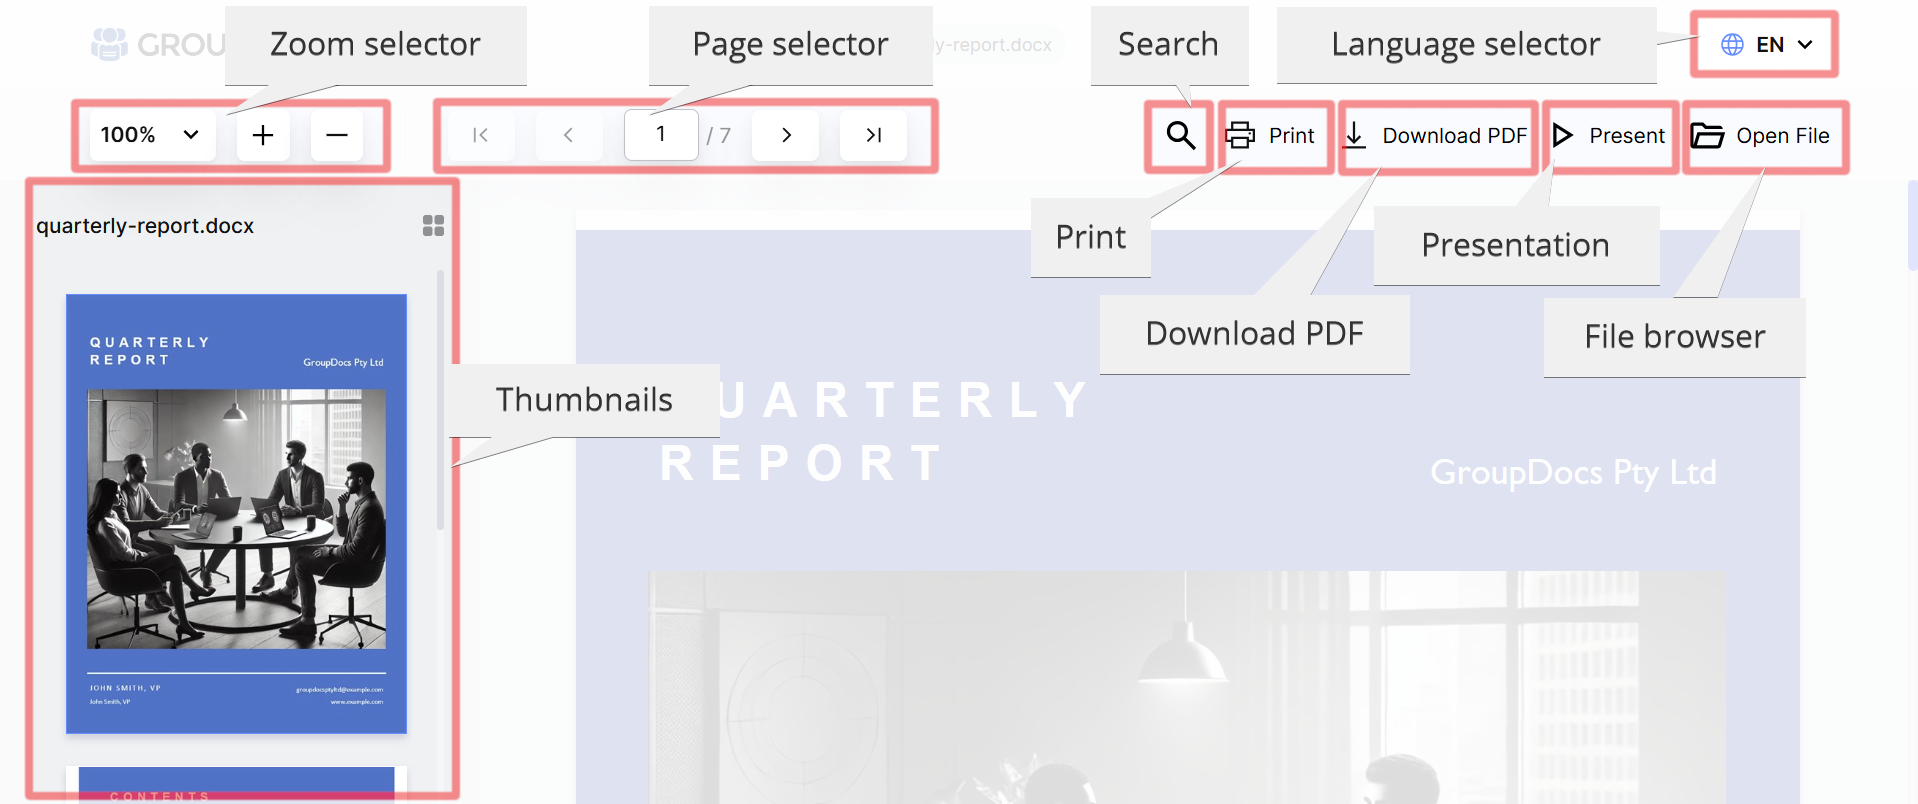 GROU
Zoom selector
Page selector
ly-report.docx
Search
Language selector
EN
100%
1
/ 7
Print
Download PDF
Present
Open File
quarterly-report.docx
Print
Presentation
Download PDF
File browser
Thumbnails
QUARTERLY
REPORT
GroupDocs Pty Ltd
JOHN SMITH, VP
John Smith, VP
groupdocsptyltd@example.com
www.example.com
CONTENTS
UARTERLY
REPORT
GroupDocs Pty Ltd